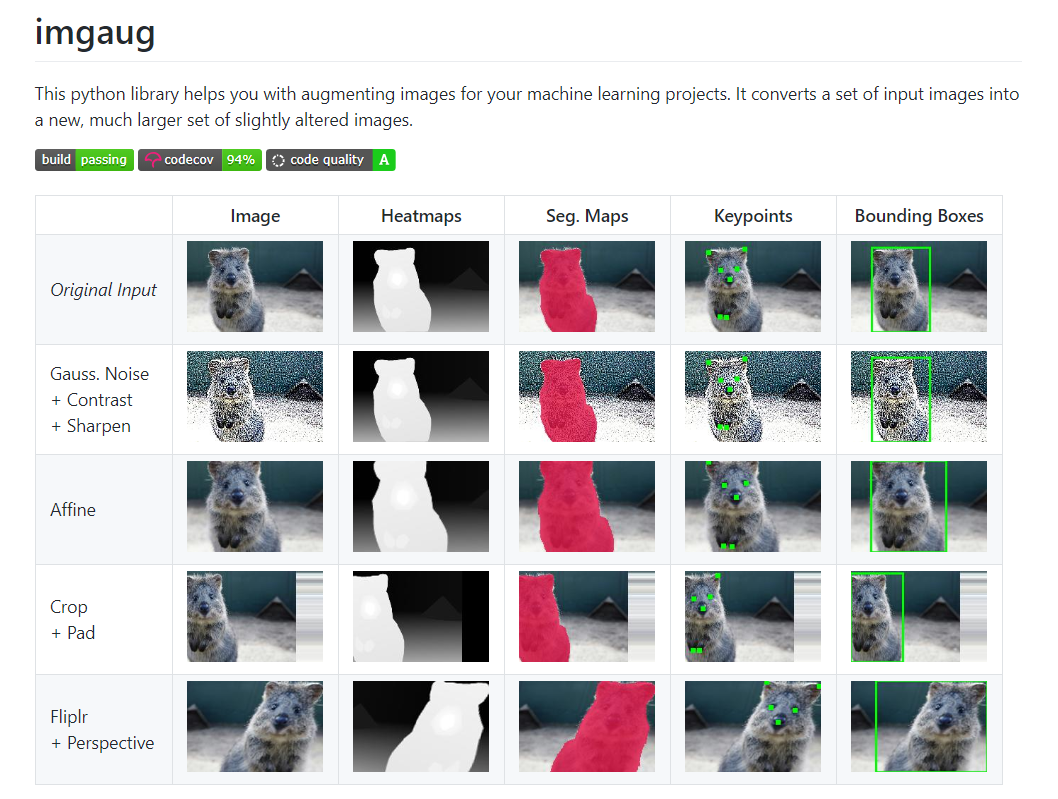 imgaug
This python library helps you with augmenting images for your machine learning projects. It converts a set of input images into
a new, much larger set of slightly altered images.
build passing codecov 94% code quality A
Image Heatmaps Seg. Maps Keypoints Bounding Boxes
Original Input
Gauss. Noise
+ Contrast
+ Sharpen
Affine
Crop
+ Pad
Fliplr
+ Perspective